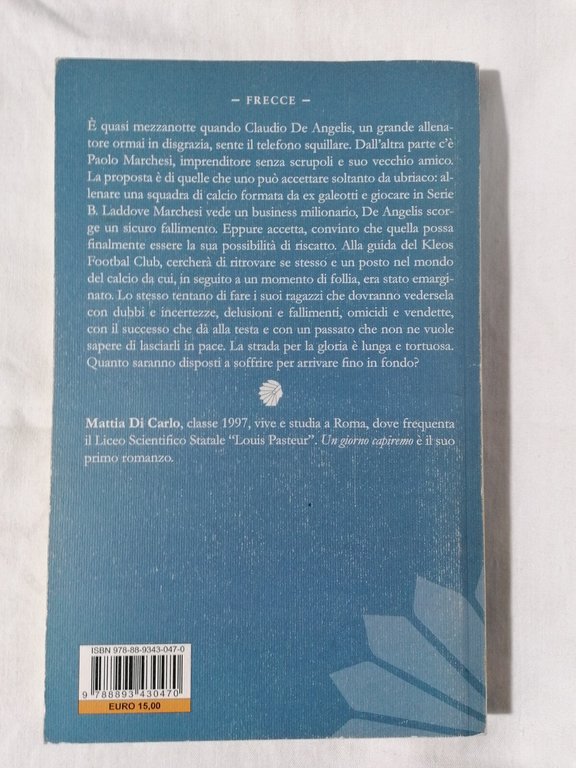 – FRECCE –
È quasi mezzanotte quando Claudio De Angelis, un grande allena-
tore ormai in disgrazia, sente il telefono squillare. Dall'altra parte c'è
Paolo Marchesi, imprenditore senza scrupoli e suo vecchio amico.
La proposta è di quelle che uno può accettare soltanto da ubriaco: al-
lenare una squadra di calcio formata da ex galeotti e giocare in Serie
B. Laddove Marchesi vede un business milionario, De Angelis scor-
ge un sicuro fallimento. Eppure accetta, convinto che quella possa
finalmente essere la sua possibilità di riscatto. Alla guida del Kleos
Footbal Club, cercherà di ritrovare se stesso e un posto nel mondo
del calcio da cui, in seguito a un momento di follia, era stato emargi-
nato. Lo stesso tentano di fare i suoi ragazzi che dovranno vedersela
con dubbi e incertezze, delusioni e fallimenti, omicidi e vendette,
con il successo che dà alla testa e con un passato che non ne vuole
sapere di lasciarli in pace. La strada per la gloria è lunga e tortuosa.
Quanto saranno disposti a soffrire per arrivare fino in fondo?
Mattia Di Carlo, classe 1997, vive e studia a Roma, dove frequenta
il Liceo Scientifico Statale “Louis Pasteur”. Un giorno capiremo è il suo
primo romanzo.
ISBN 978-88-9343-047-0
9 788893 430470
EURO 15,00